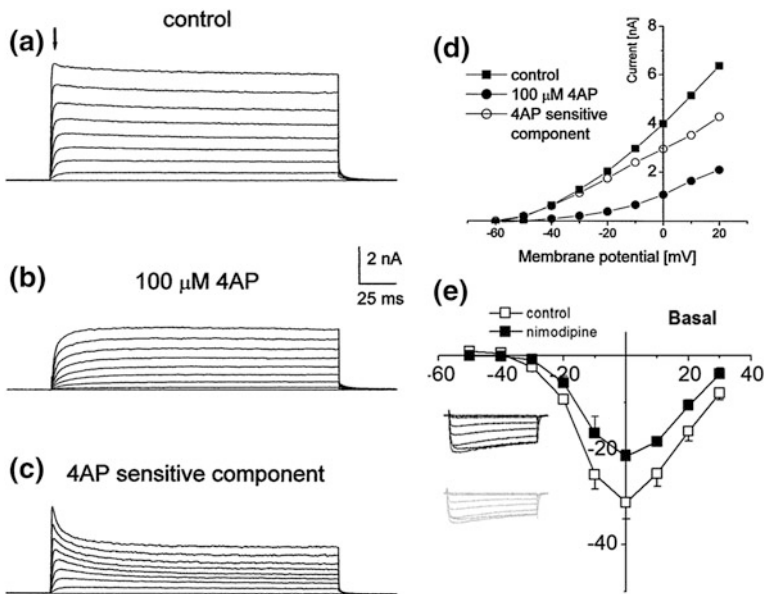 (a)
control
(b)
100 μM 4AP
2 nA
25 ms
(c)
4AP sensitive component
(d)
Current [nA]
8
6
4
2
control
100 μM 4AP
4AP sensitive
component
-60 -40 -20 0 20
Membrane potential [mV]
(e)
control
nimodipine
Basal
-60 -40 -20 20 40
-20
-40